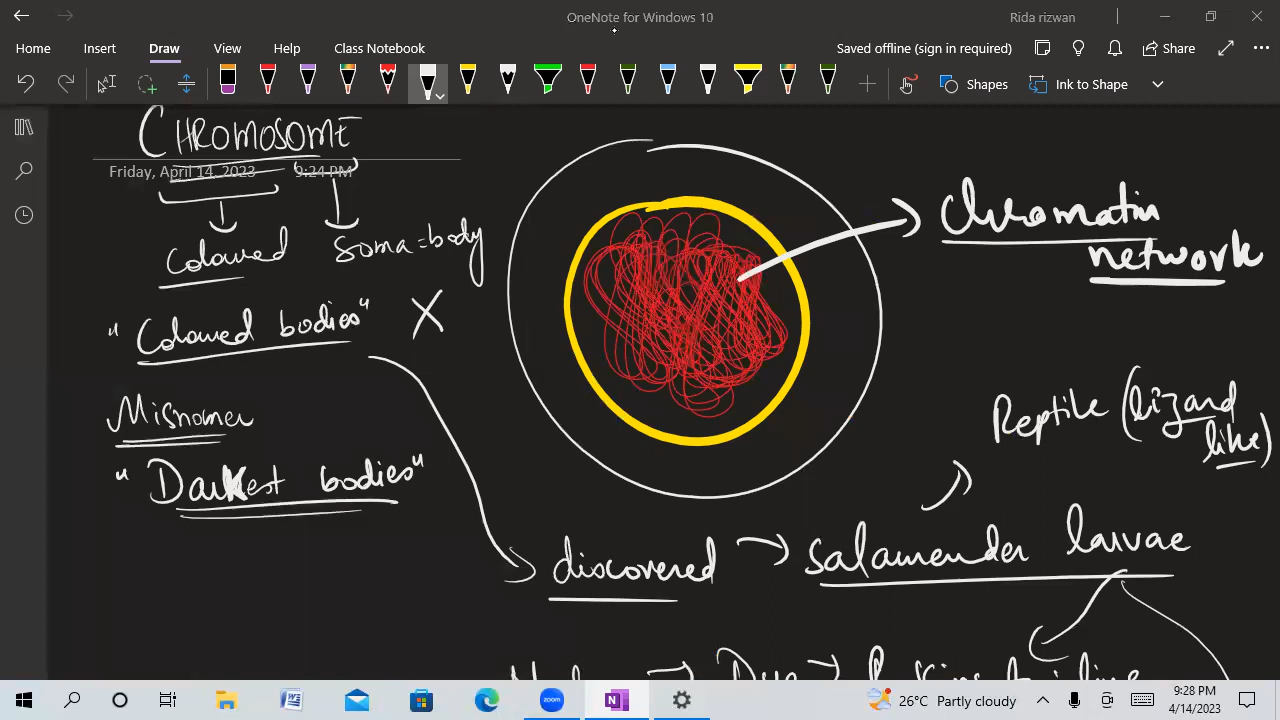 OneNote for Windows 10
Rida rizwan
Home Insert Draw View Help Class Notebook
Saved offline (sign in required)
Share
Shapes
Ink to Shape
CHROMOSOME
Friday, April 14, 2023 9:24 PM
Coloured
Soma=body
"Coloured bodies" X
Misnomer
"Darkest bodies"
Chromatin
network
Reptile (lizard
like)
discovered → salamender larvae
26°C Partly cloudy
9:28 PM
4/14/2023
zoom